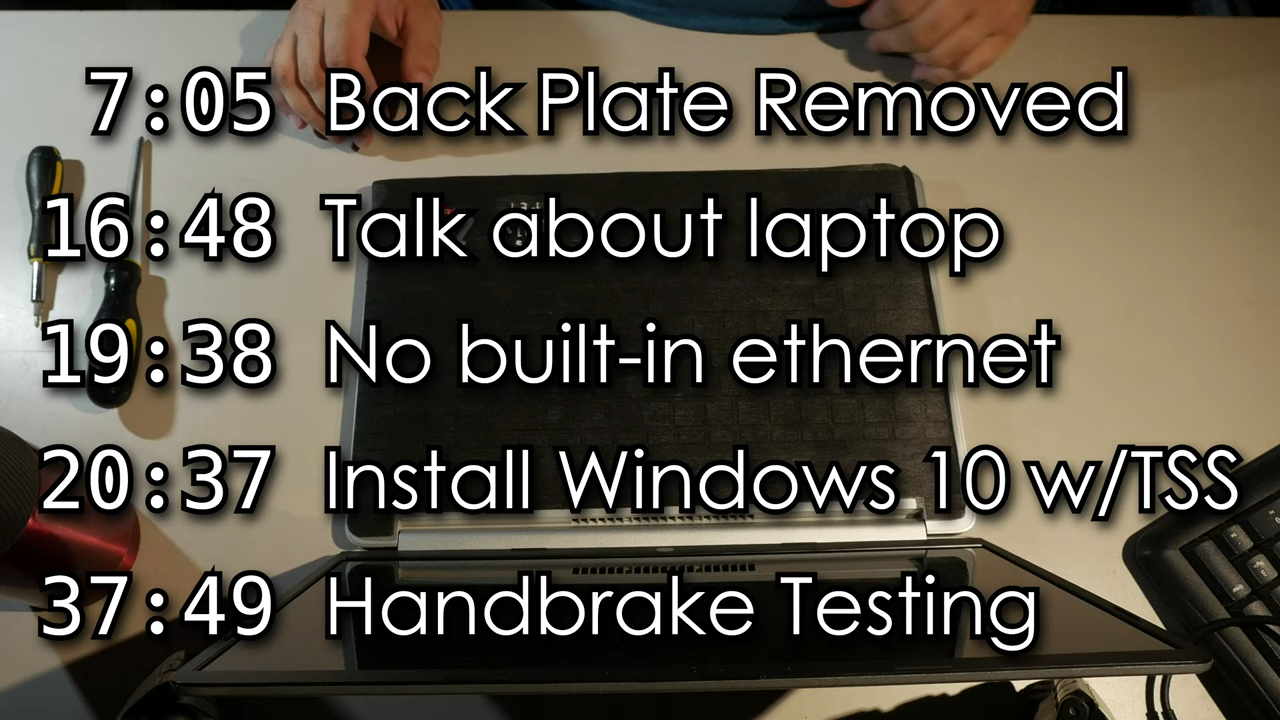 7:05 Back Plate Removed
16:48 Talk about laptop
19:38 No built-in ethernet
20:37 Install Windows 10 w/TSS
37:49 Handbrake Testing